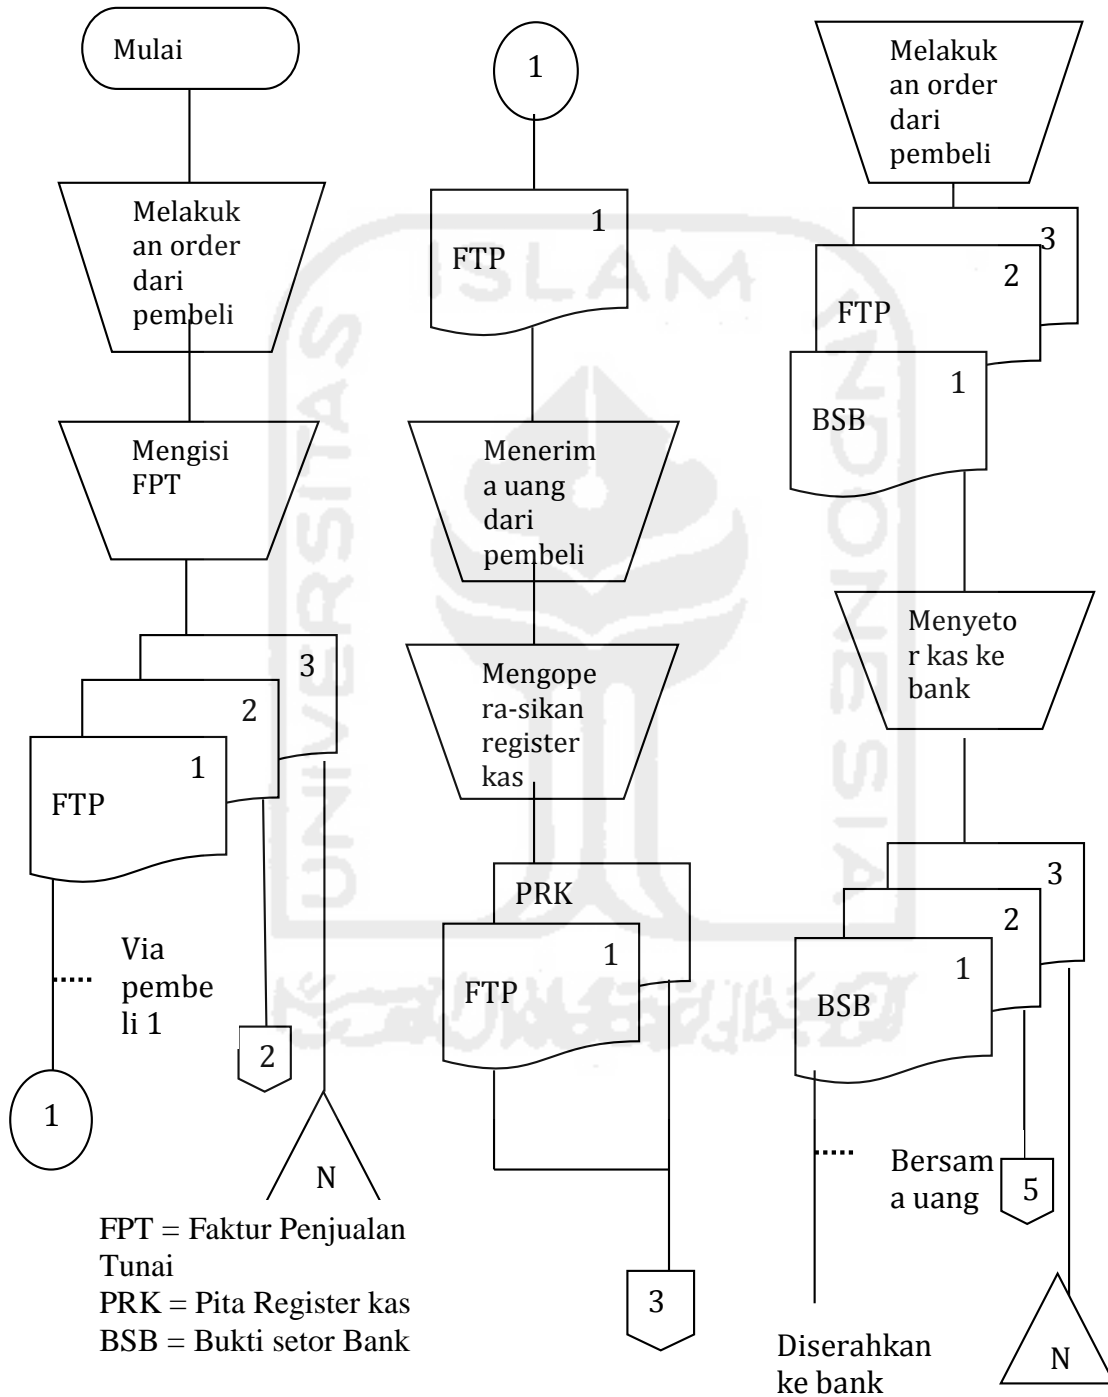 Mulai
Melakuk
an order
dari
pembeli
Mengisi
FPT
3
2
1
FTP
Via
pembe
li 1
2
1
N
FPT = Faktur Penjualan
Tunai
PRK = Pita Register kas
BSB = Bukti setor Bank
1
1
FTP
Menerim
a uang
dari
pembeli
Mengope
ra-sikan
register
kas
PRK
1
FTP
3
Melakuk
an order
dari
pembeli
3
2
FTP
1
BSB
Menyeto
r kas ke
bank
3
2
1
BSB
Bersam
a uang
5
N
Diserahkan
ke bank
UNIVERSITAS
ISLAM
INDONESIA